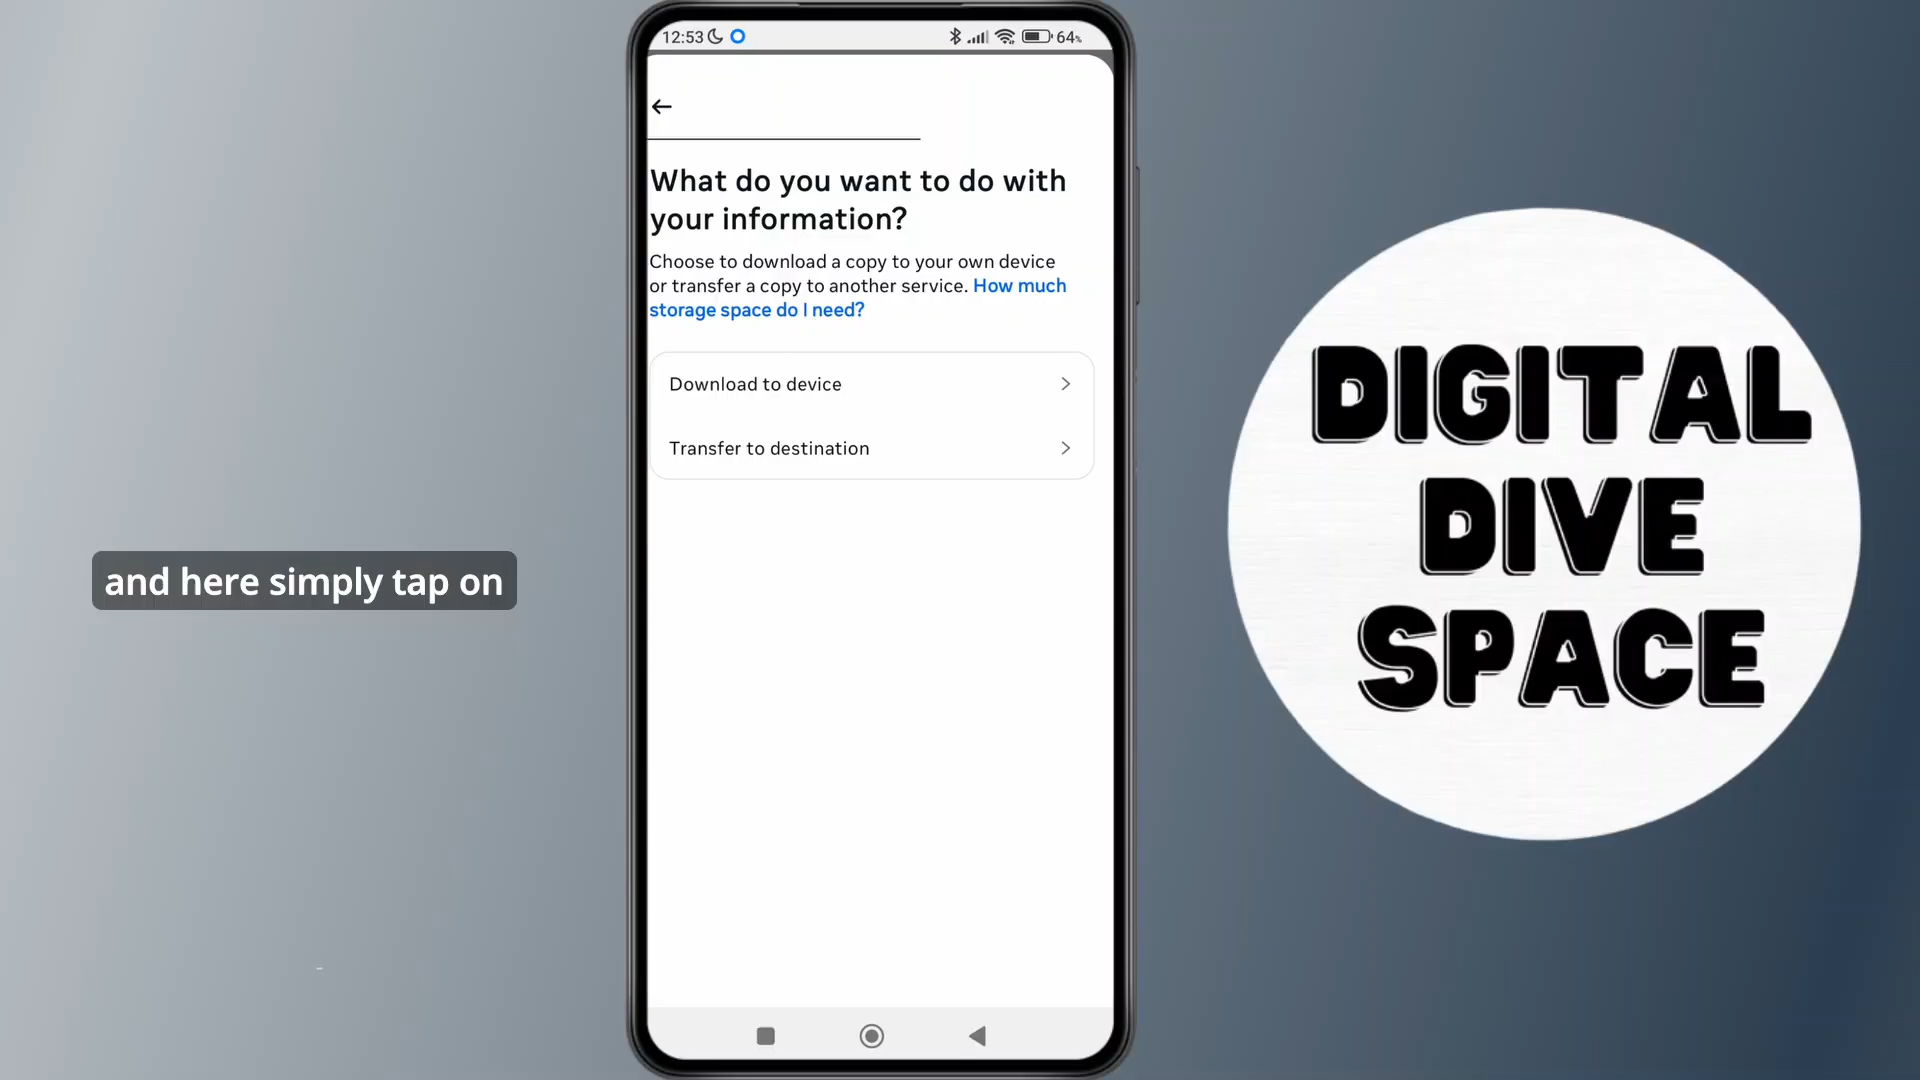 12:53
64%
What do you want to do with
your information?
Choose to download a copy to your own device
or transfer a copy to another service. How much
storage space do I need?
Download to device
Transfer to destination
and here simply tap on
DIGITAL
DIVE
SPACE